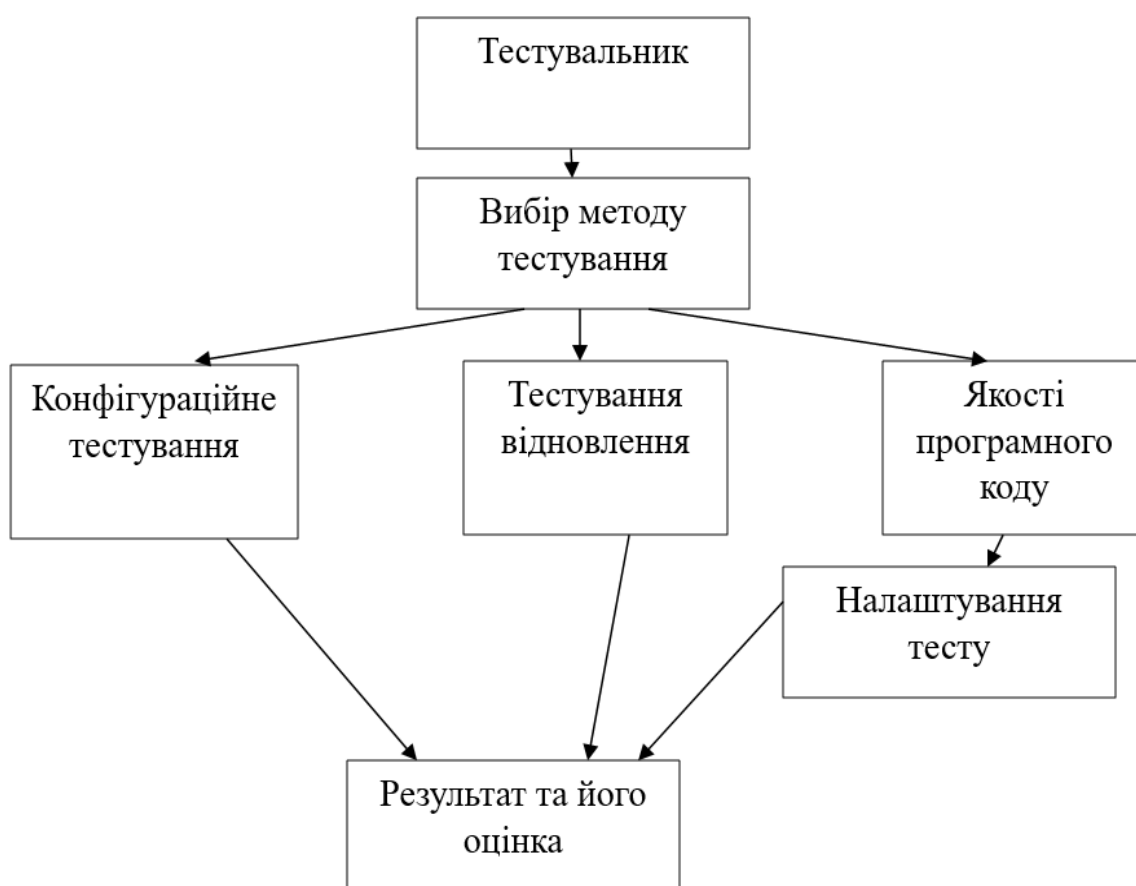 Тестувальник
Вибір методу
тестування
Конфігураційне
тестування
Тестування
відновлення
Якості
програмного
коду
Налаштування
тесту
Результат та його
оцінка